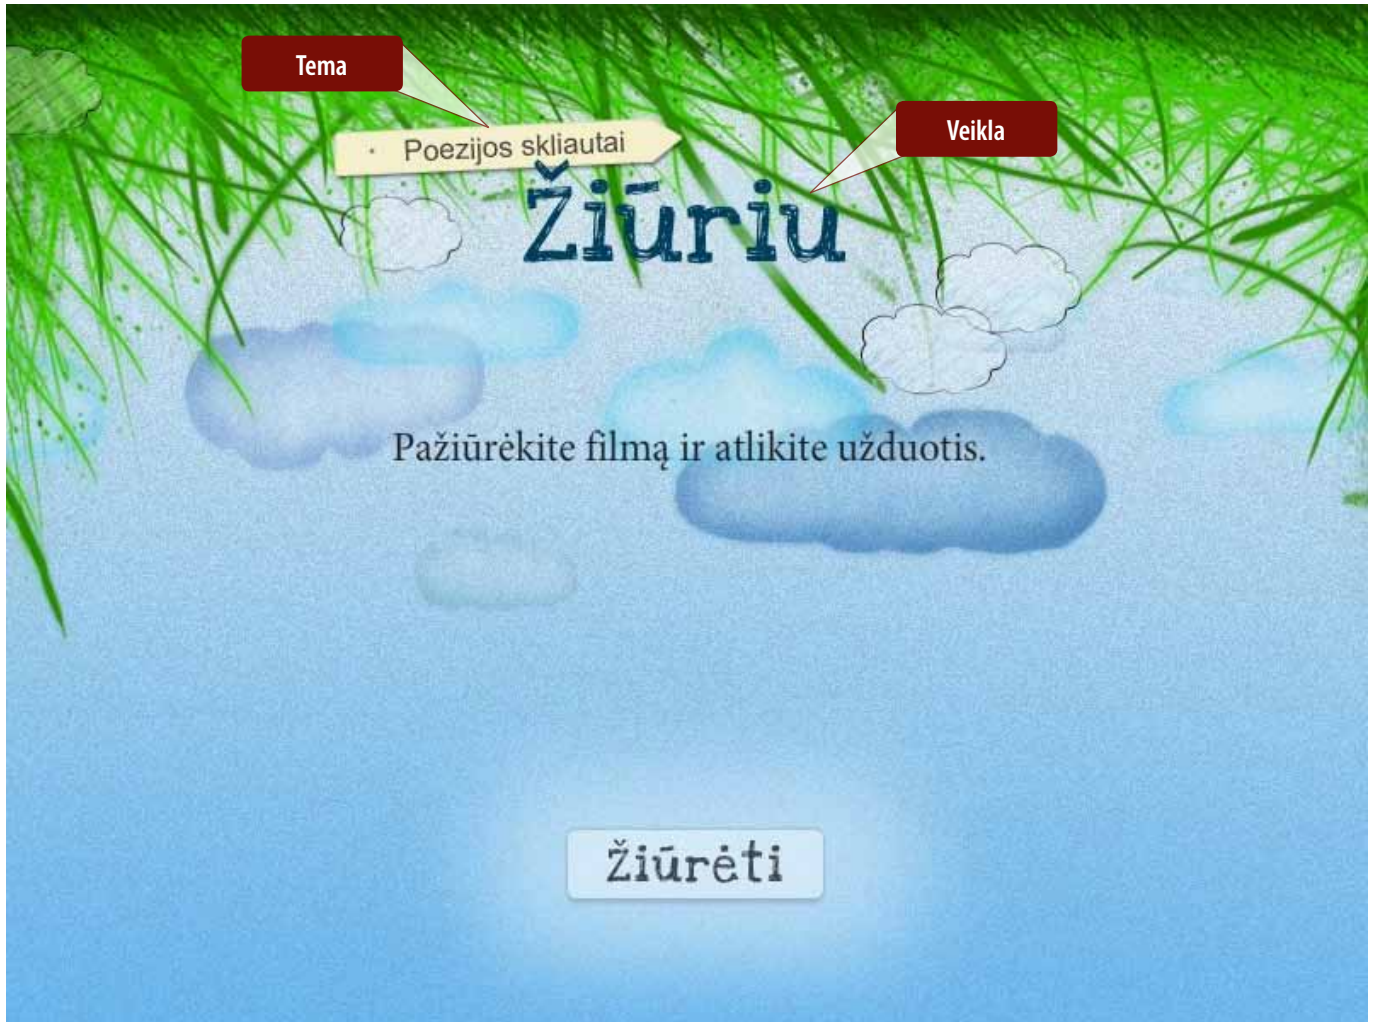 Tema
Veikla
· Poezijos skliautai
Žiūriu
Pažiūrėkite filmą ir atlikite užduotis.
Žiūrėti